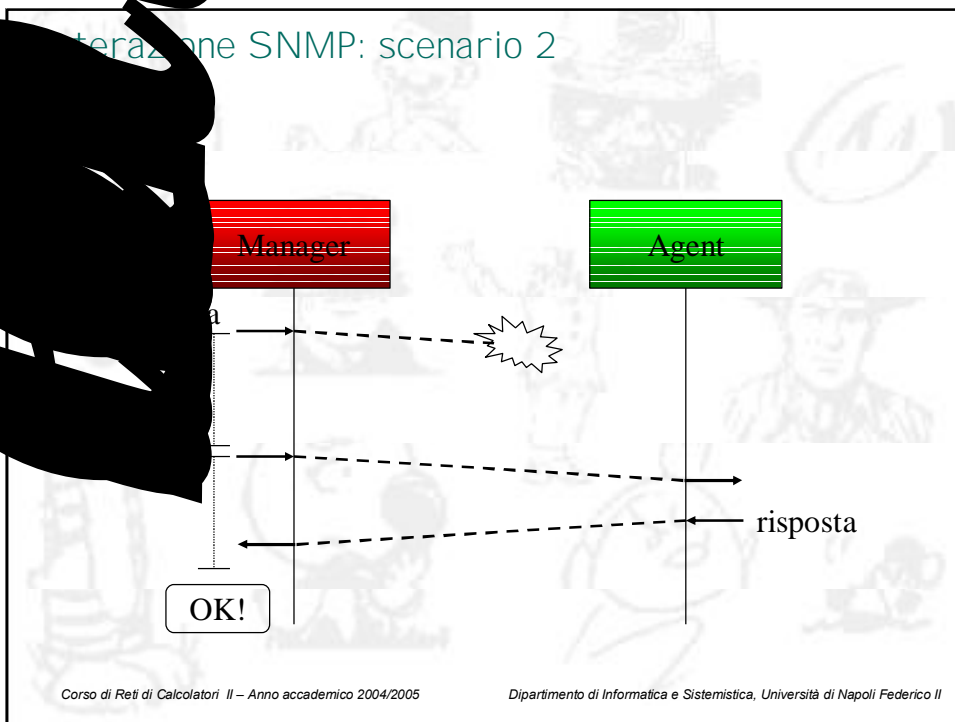 SNMP: scenario 2
Manager
Agent
risposta
OK!
Corso di Reti di Calcolatori II – Anno accademico 2004/2005
Dipartimento di Informatica e Sistemistica, Università di Napoli Federico II